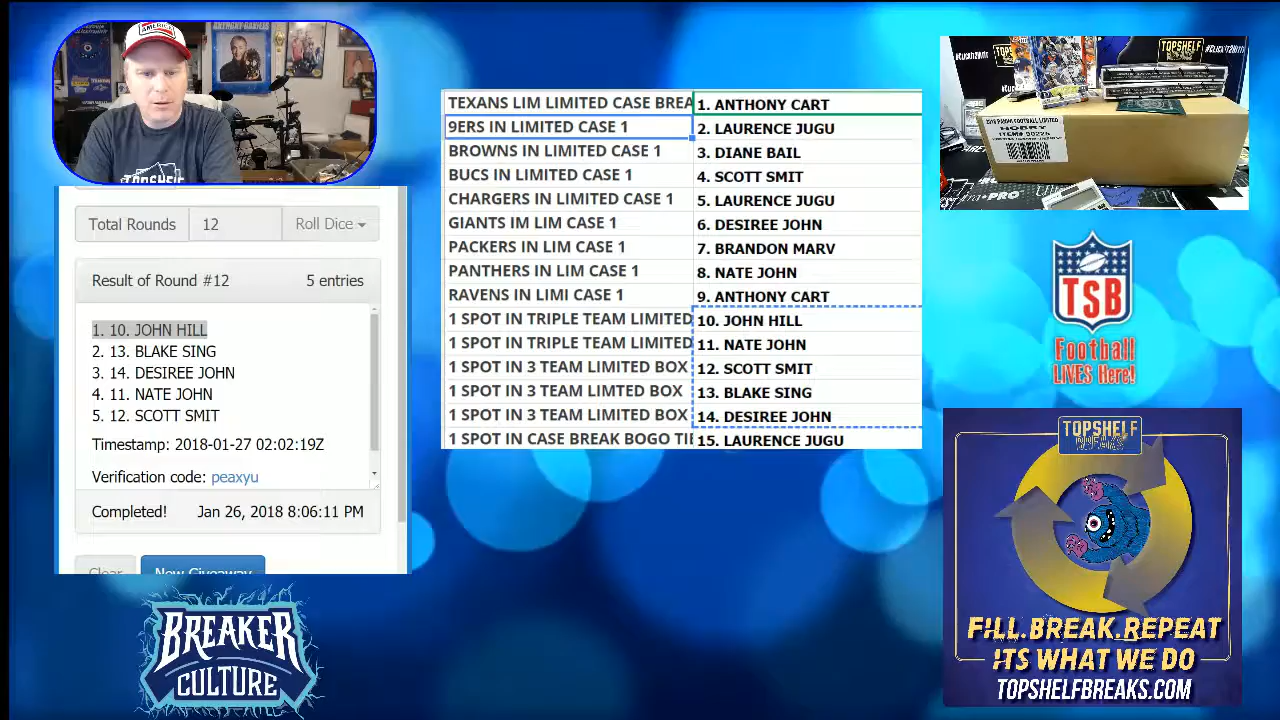 AMERICA
TOPSHELF
Total Rounds 12 Roll Dice
Result of Round #12 5 entries
1. 10. JOHN HILL
2. 13. BLAKE SING
3. 14. DESIREE JOHN
4. 11. NATE JOHN
5. 12. SCOTT SMIT
Timestamp: 2018-01-27 02:02:19Z
Verification code: peaxyu
Completed! Jan 26, 2018 8:06:11 PM
Clear New Giveaway
BREAKER
CULTURE
TEXANS LIM LIMITED CASE BREA 1. ANTHONY CART
9ERS IN LIMITED CASE 1 2. LAURENCE JUGU
BROWNS IN LIMITED CASE 1 3. DIANE BAIL
BUCS IN LIMITED CASE 1 4. SCOTT SMIT
CHARGERS IN LIMITED CASE 1 5. LAURENCE JUGU
GIANTS IM LIM CASE 1 6. DESIREE JOHN
PACKERS IN LIM CASE 1 7. BRANDON MARV
PANTHERS IN LIM CASE 1 8. NATE JOHN
RAVENS IN LIMI CASE 1 9. ANTHONY CART
1 SPOT IN TRIPLE TEAM LIMITED 10. JOHN HILL
1 SPOT IN TRIPLE TEAM LIMITED 11. NATE JOHN
1 SPOT IN 3 TEAM LIMITED BOX 12. SCOTT SMIT
1 SPOT IN 3 TEAM LIMTED BOX 13. BLAKE SING
1 SPOT IN 3 TEAM LIMITED BOX 14. DESIREE JOHN
1 SPOT IN CASE BREAK BOGO TIE 15. LAURENCE JUGU
TOPSHELF
HOBBY
TSB
Football
LIVES Here!
TOPSHELF
BREAKS
FILL.BREAK.REPEAT
ITS WHAT WE DO
TOPSHELFBREAKS.COM